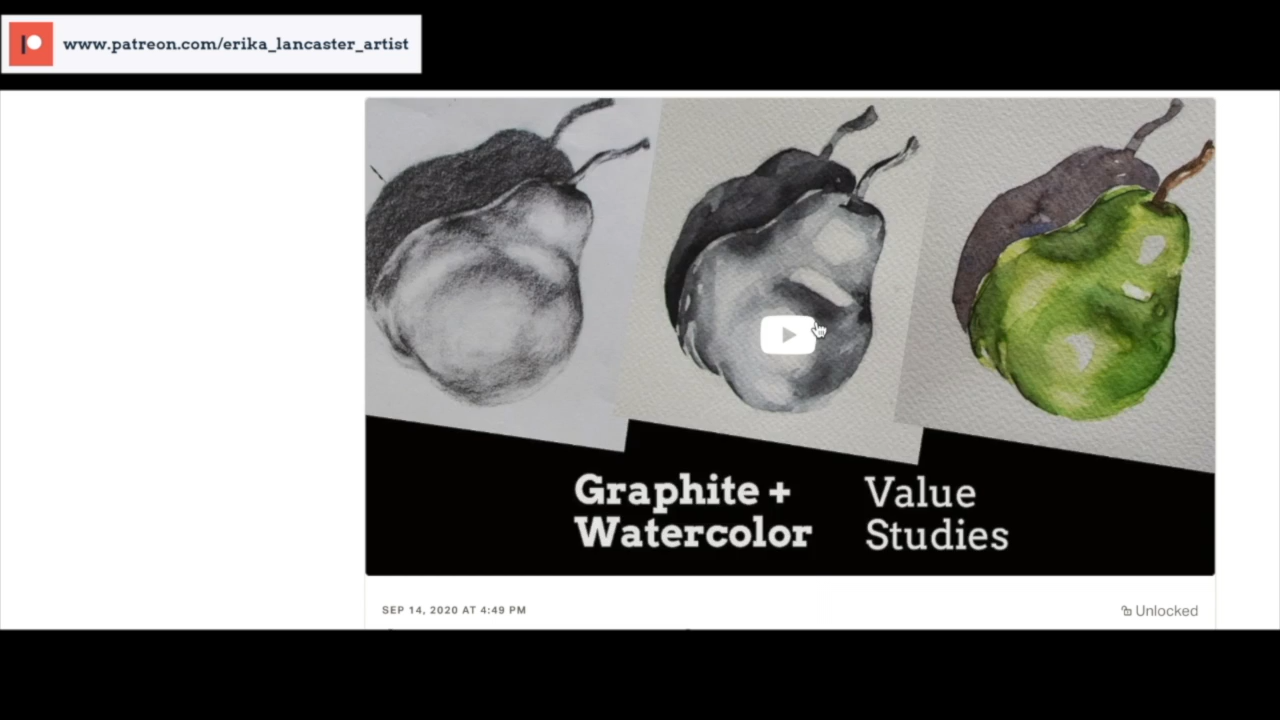 www.patreon.com/erika_lancaster_artist
Graphite +
Watercolor
Value
Studies
SEP 14, 2020 AT 4:49 PM
Unlocked